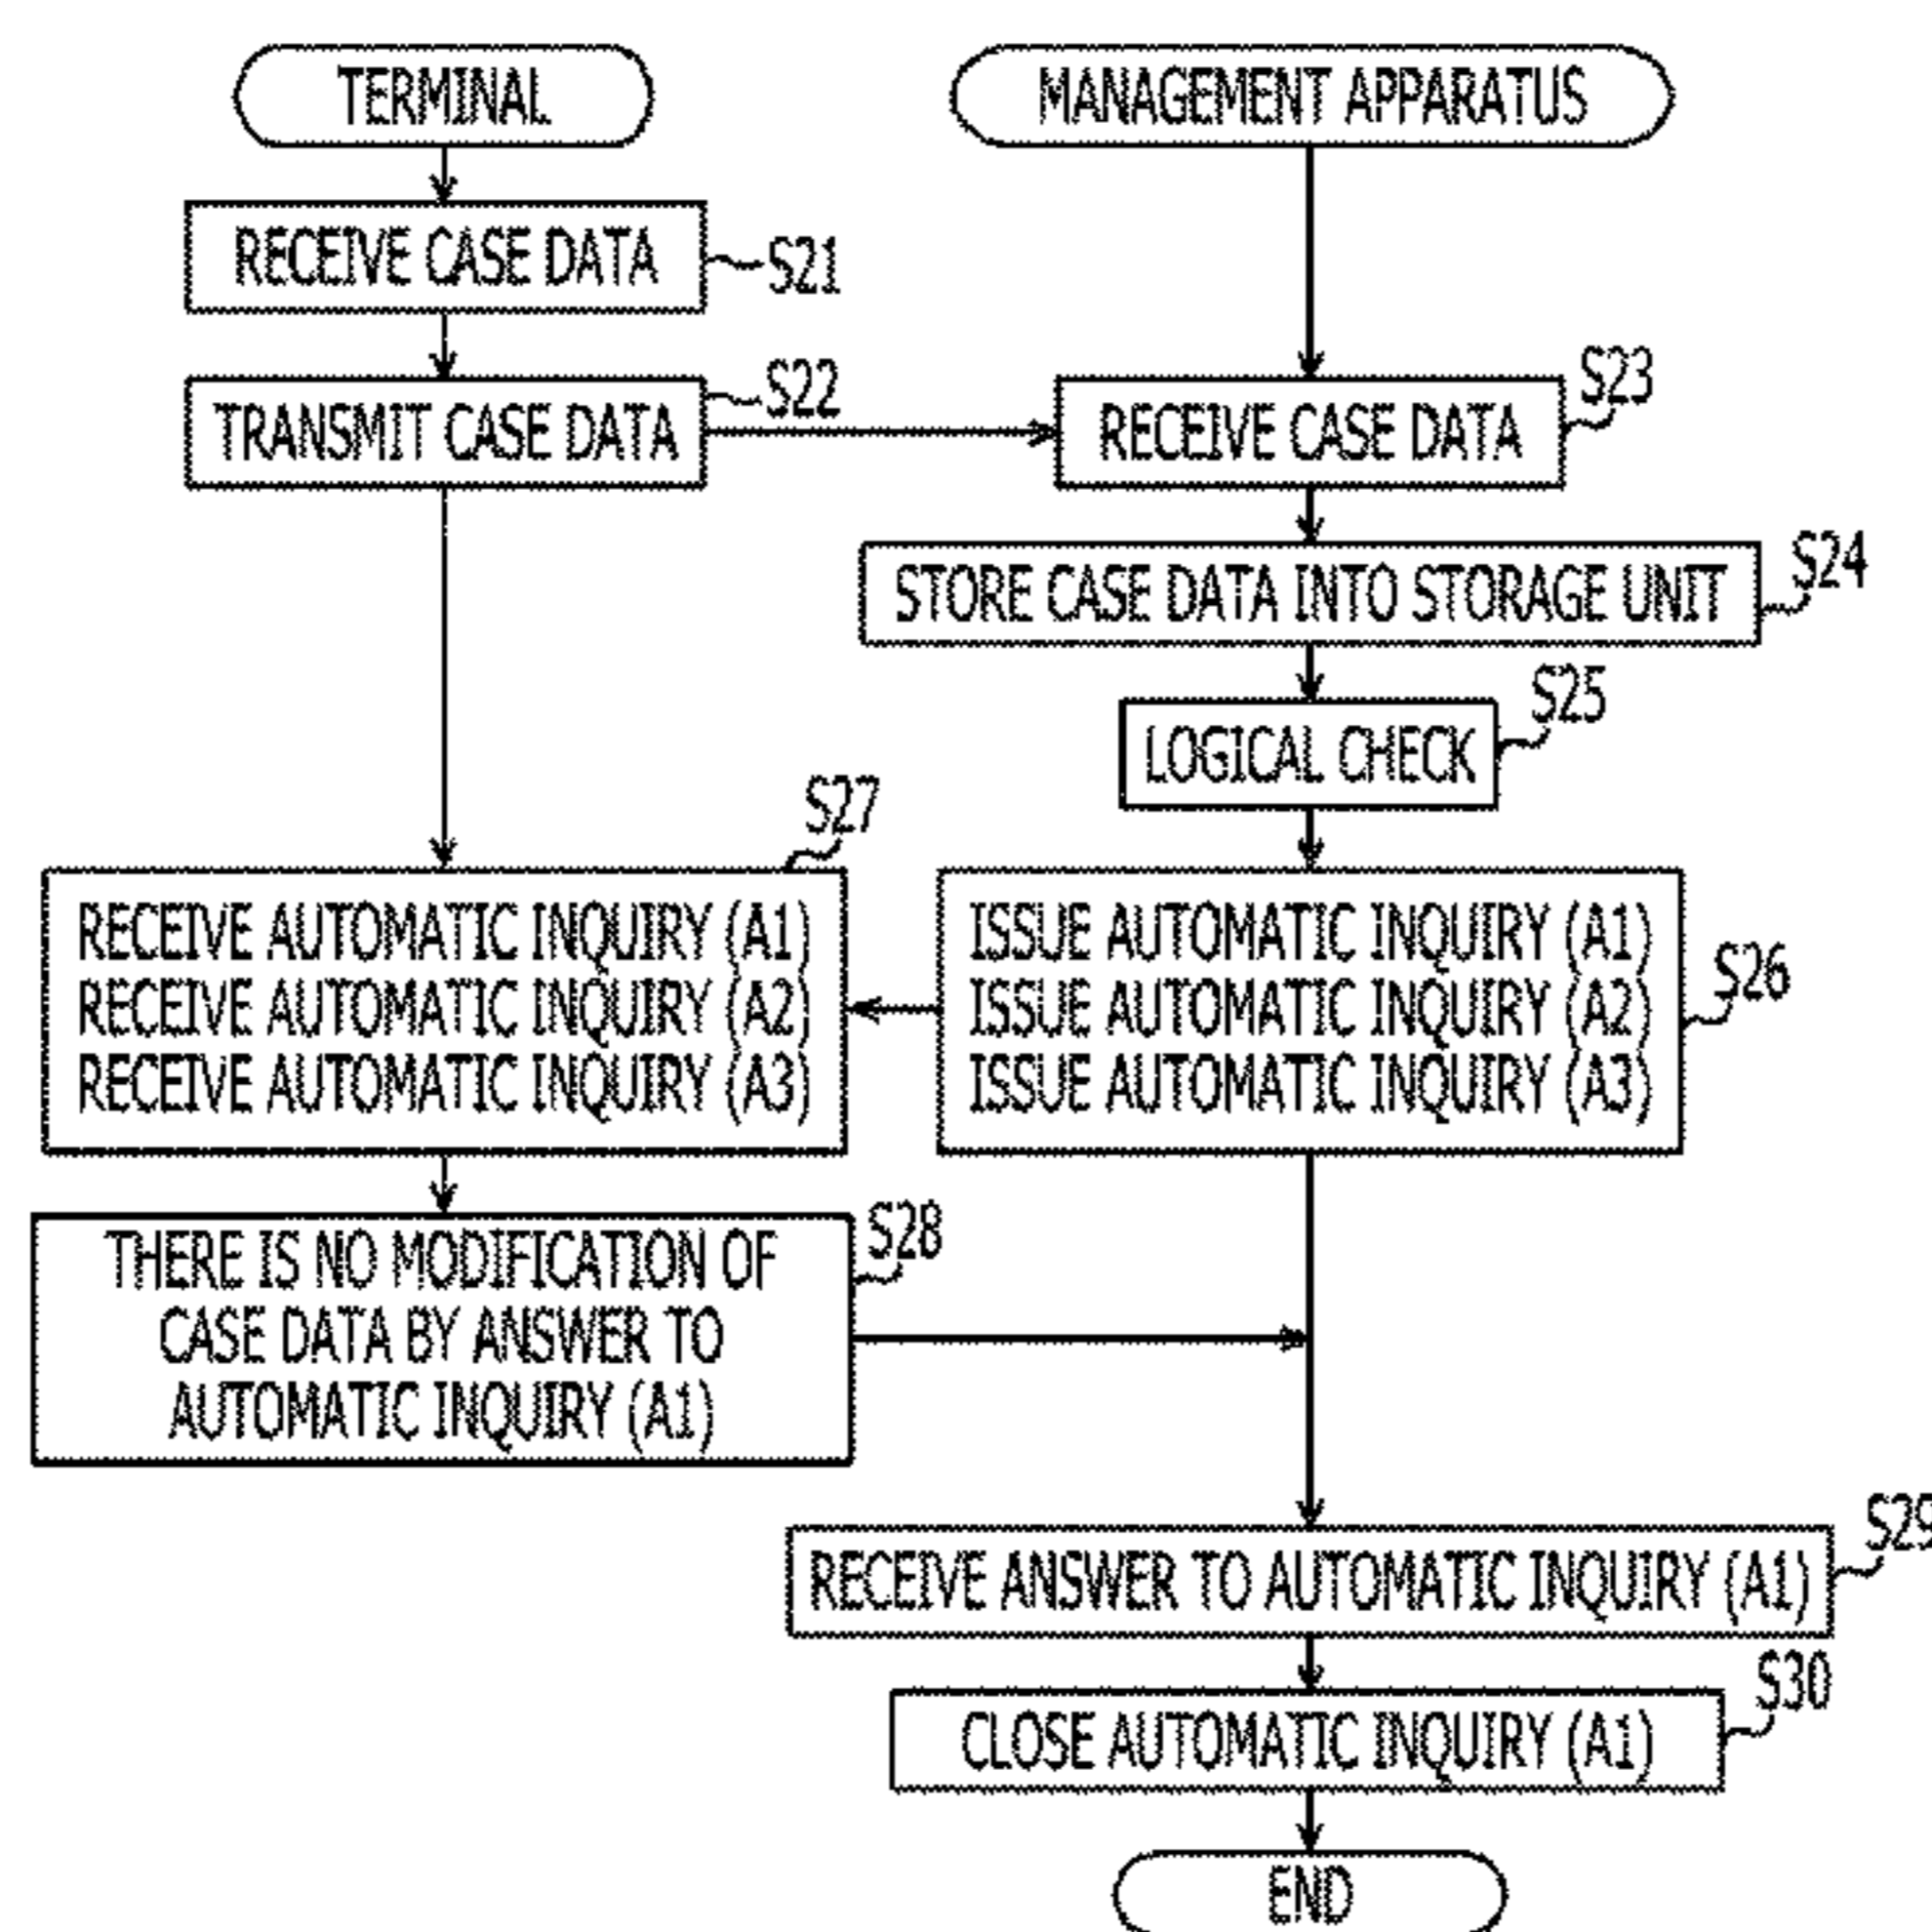 TERMINAL
MANAGEMENT APPARATUS
RECEIVE CASE DATA
S21
TRANSMIT CASE DATA
S22
RECEIVE CASE DATA
S23
STORE CASE DATA INTO STORAGE UNIT
S24
LOGICAL CHECK
S25
ISSUE AUTOMATIC INQUIRY (A1)
ISSUE AUTOMATIC INQUIRY (A2)
ISSUE AUTOMATIC INQUIRY (A3)
S26
RECEIVE AUTOMATIC INQUIRY (A1)
RECEIVE AUTOMATIC INQUIRY (A2)
RECEIVE AUTOMATIC INQUIRY (A3)
S27
THERE IS NO MODIFICATION OF
CASE DATA BY ANSWER TO
AUTOMATIC INQUIRY (A1)
S28
RECEIVE ANSWER TO AUTOMATIC INQUIRY (A1)
S29
CLOSE AUTOMATIC INQUIRY (A1)
S30
END